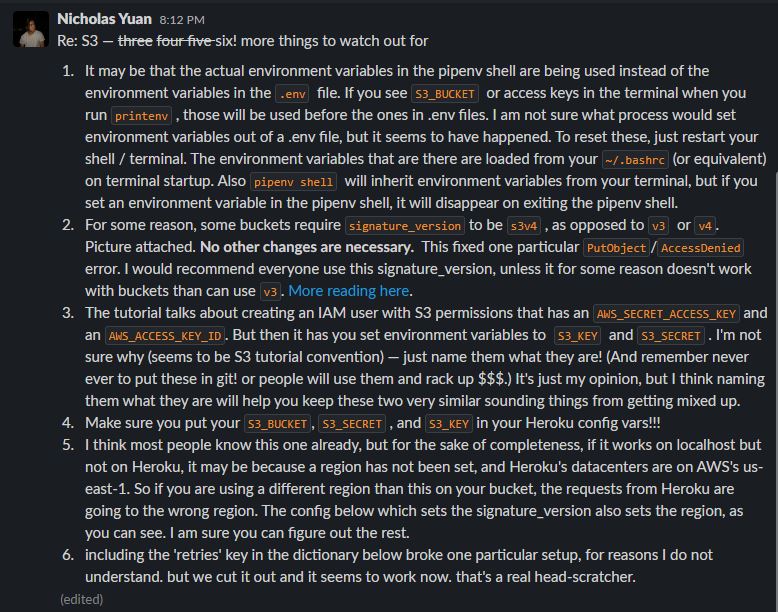 Nicholas Yuan 8:12 PM
Re: S3 — three four five six! more things to watch out for
1. It may be that the actual environment variables in the pipenv shell are being used instead of the
environment variables in the .env file. If you see S3_BUCKET or access keys in the terminal when you
run printenv , those will be used before the ones in .env files. I am not sure what process would set
environment variables out of a .env file, but it seems to have happened. To reset these, just restart your
shell / terminal. The environment variables that are there are loaded from your ~/.bashrc (or equivalent)
on terminal startup. Also pipenv shell will inherit environment variables from your terminal, but if you
set an environment variable in the pipenv shell, it will disappear on exiting the pipenv shell.
2. For some reason, some buckets require signature_version to be s3v4 , as opposed to v3 or v4.
Picture attached. No other changes are necessary. This fixed one particular PutObject/AccessDenied
error. I would recommend everyone use this signature_version, unless it for some reason doesn't work
with buckets than can use v3. More reading here.
3. The tutorial talks about creating an IAM user with S3 permissions that has an AWS_SECRET_ACCESS_KEY and
an AWS_ACCESS_KEY_ID. But then it has you set environment variables to S3_KEY and S3_SECRET . I'm not
sure why (seems to be S3 tutorial convention) — just name them what they are! (And remember never
ever to put these in git! or people will use them and rack up $$$.) It's just my opinion, but I think naming
them what they are will help you keep these two very similar sounding things from getting mixed up.
4. Make sure you put your S3_BUCKET, S3_SECRET , and S3_KEY in your Heroku config vars!!!
5. I think most people know this one already, but for the sake of completeness, if it works on localhost but
not on Heroku, it may be because a region has not been set, and Heroku's datacenters are on AWS's us-
east-1. So if you are using a different region than this on your bucket, the requests from Heroku are
going to the wrong region. The config below which sets the signature_version also sets the region, as
you can see. I am sure you can figure out the rest.
6. including the 'retries' key in the dictionary below broke one particular setup, for reasons I do not
understand. but we cut it out and it seems to work now. that's a real head-scratcher.
(edited)